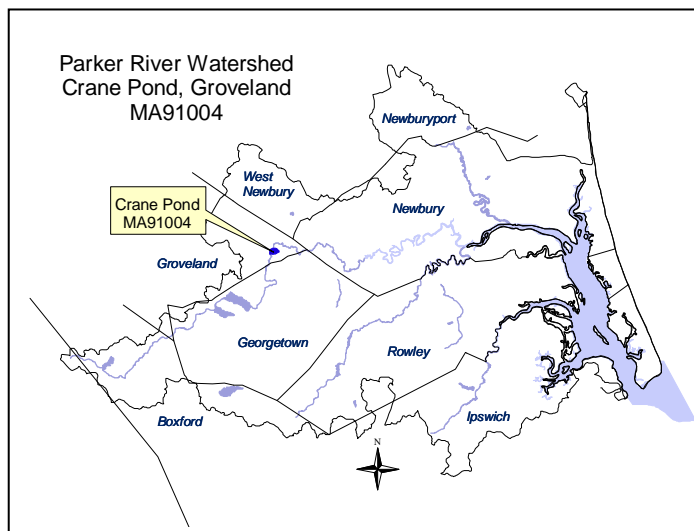 Parker River Watershed
Crane Pond, Groveland
MA91004
Newburyport
West
Newbury
Crane Pond
MA91004
Newbury
Groveland
Georgetown
Rowley
Boxford
Ipswich
N